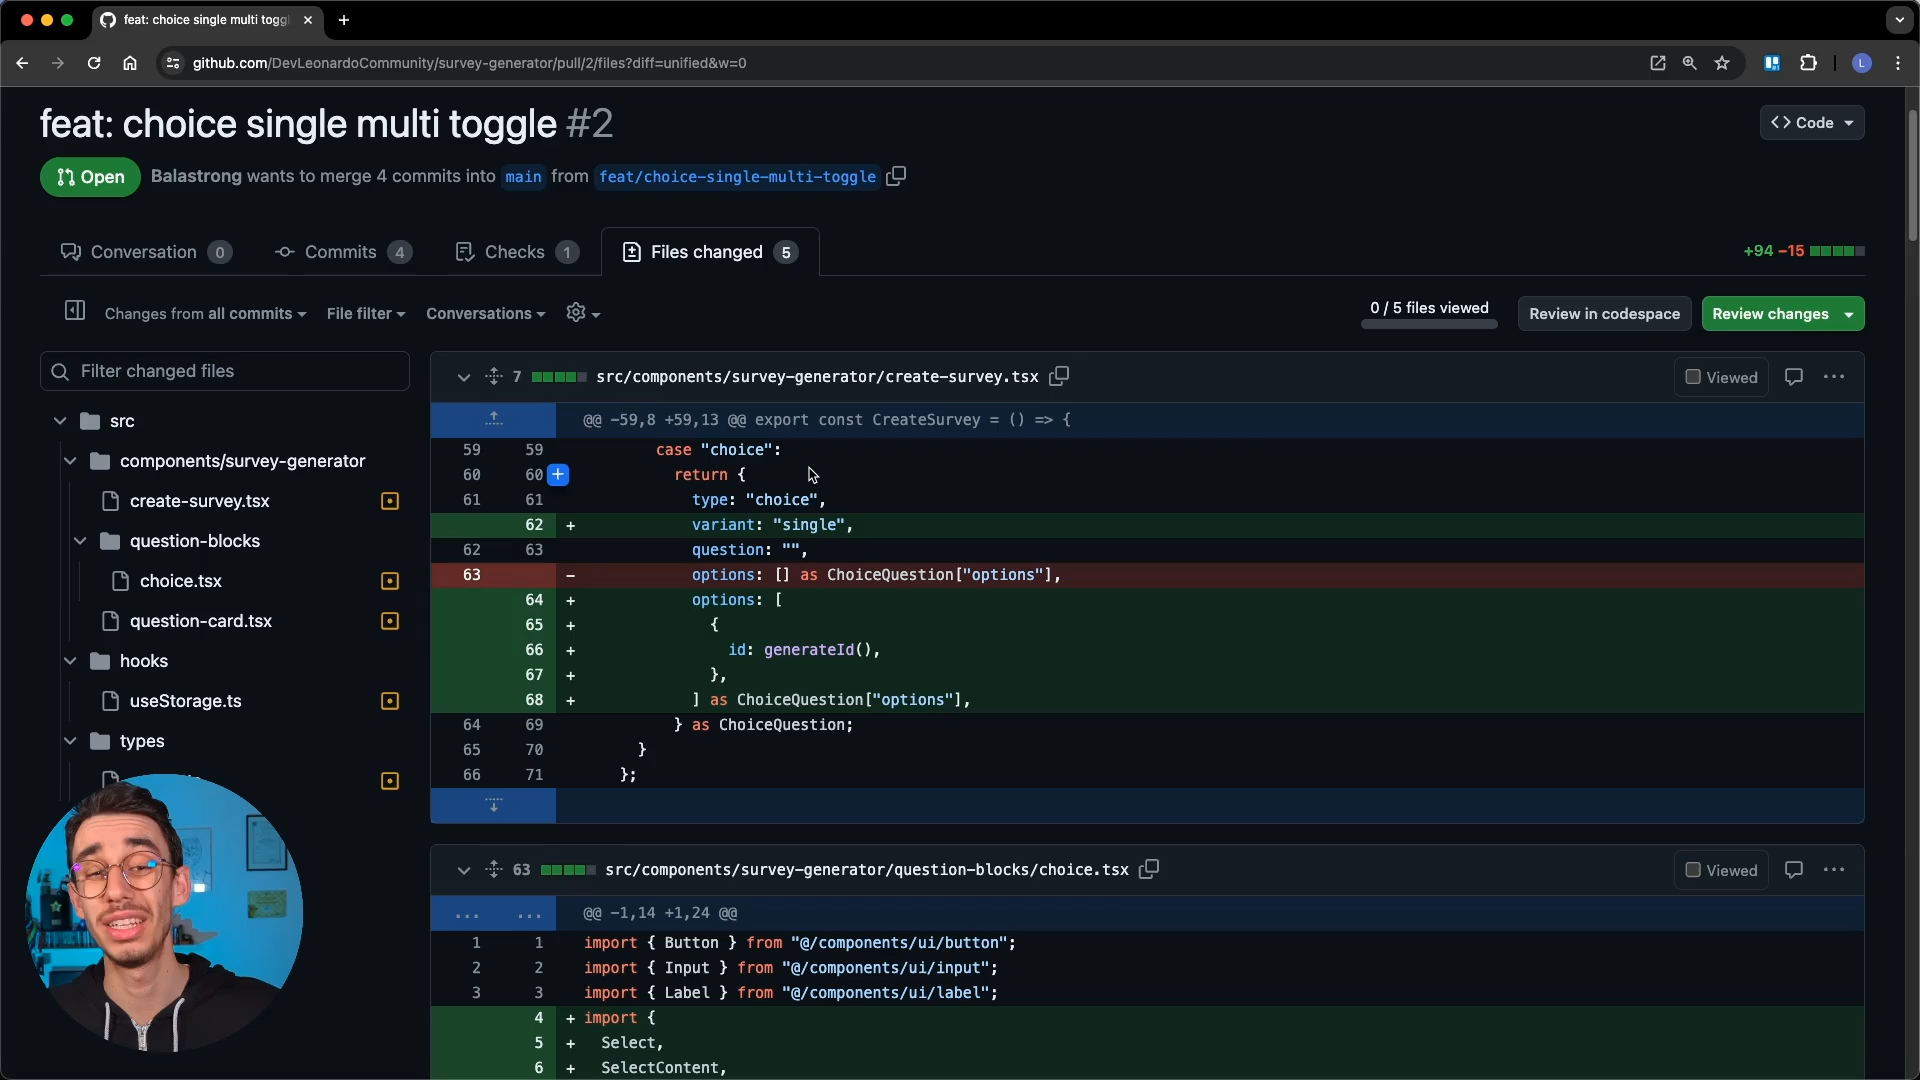 feat: choice single multi toggl
github.com/DevLeonardoCommunity/survey-generator/pull/2/files?diff=unified&w=0
L
feat: choice single multi toggle #2
Code
Open
Balastrong wants to merge 4 commits into main from feat/choice-single-multi-toggle
Conversation 0
Commits 4
Checks 1
Files changed 5
+94 −15
Changes from all commits
File filter
Conversations
0 / 5 files viewed
Review in codespace
Review changes
Filter changed files
src
components/survey-generator
create-survey.tsx
question-blocks
choice.tsx
question-card.tsx
hooks
useStorage.ts
types
7 src/components/survey-generator/create-survey.tsx
Viewed
@@ -59,8 +59,13 @@ export const CreateSurvey = () => {
59 59 case "choice":
60 60 return {
61 61 type: "choice",
62 + variant: "single",
62 63 question: "",
63 - options: [] as ChoiceQuestion["options"],
64 + options: [
65 + {
66 + id: generateId(),
67 + },
68 + ] as ChoiceQuestion["options"],
64 69 } as ChoiceQuestion;
65 70 }
66 71 };
63 src/components/survey-generator/question-blocks/choice.tsx
Viewed
... ... @@ -1,14 +1,24 @@
1 1 import { Button } from "@/components/ui/button";
2 2 import { Input } from "@/components/ui/input";
3 3 import { Label } from "@/components/ui/label";
4 + import {
5 + Select,
6 + SelectContent,